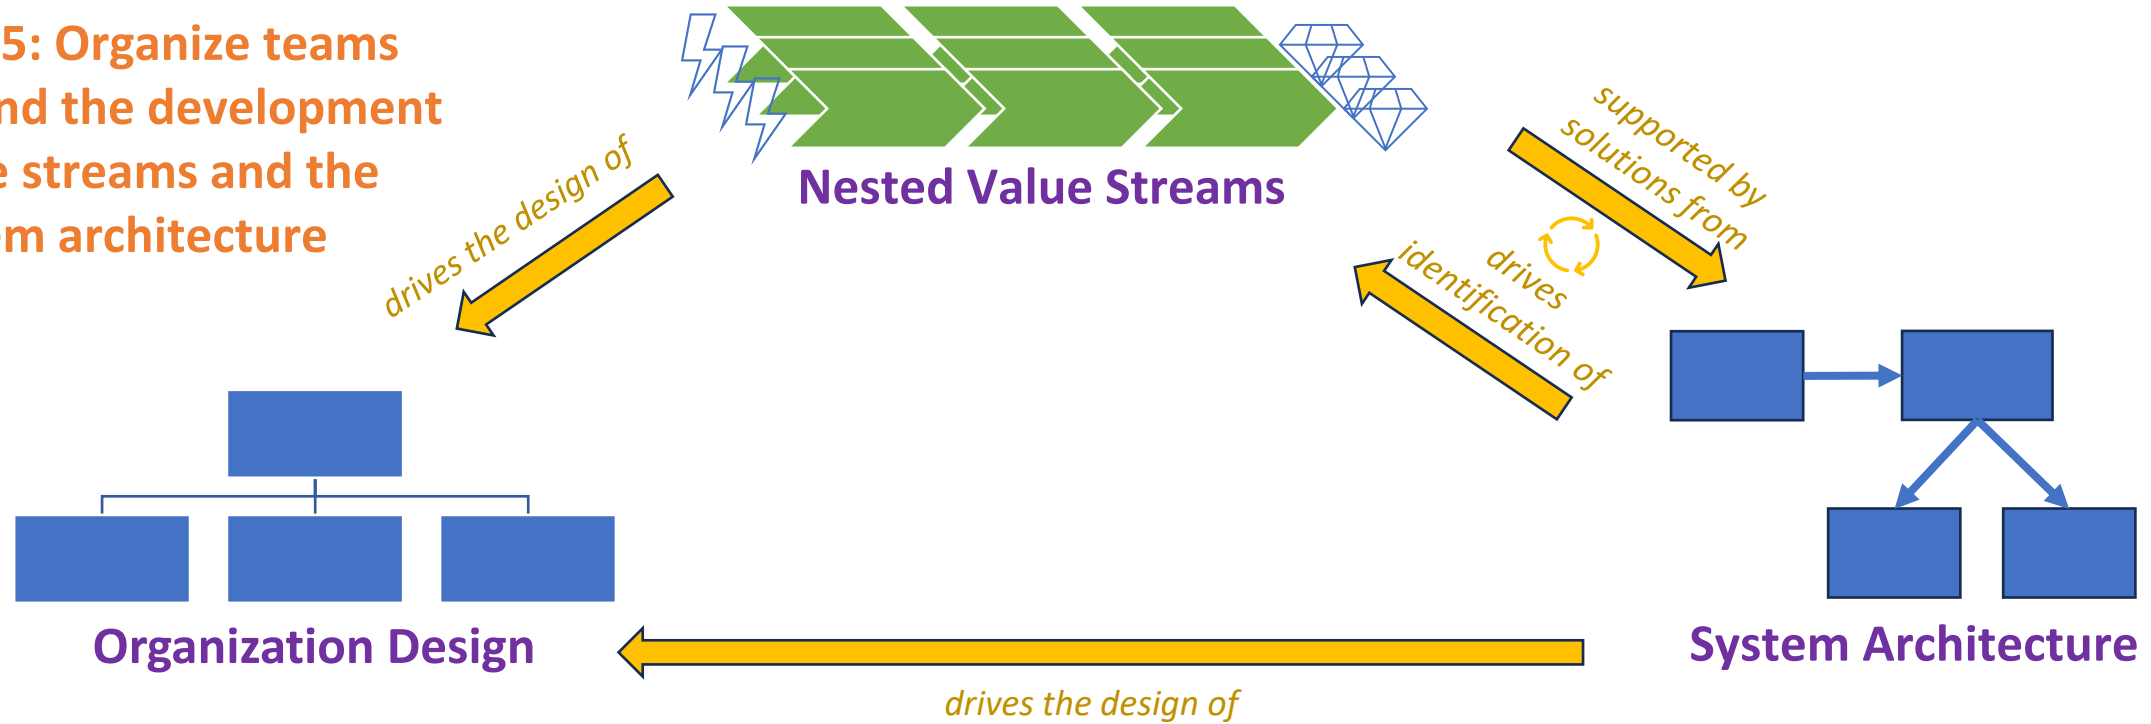 5: Organize teams
nd the development
e streams and the
em architecture
Nested Value Streams
drives the design of
supported by
solutions from
drives
identification of
Organization Design
System Architecture
drives the design of